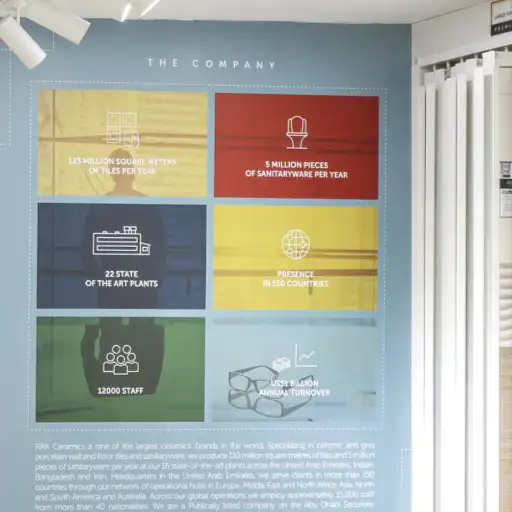 THE COMPANY
123 MILLION SQUARE METERS
OF TILES PER YEAR
5 MILLION PIECES
OF SANITARYWARE PER YEAR
22 STATE
OF THE ART PLANTS
PRESENCE
IN 150 COUNTRIES
12000 STAFF
US$1 BILLION
ANNUAL TURNOVER
RAK Ceramics is one of the largest ceramics brands in the world. Specializing in ceramic and gres
porcelain wall and floor tiles and sanitaryware, we produce 110 million square metres of tiles and 5 million
pieces of sanitaryware per year at our 16 state-of-the-art plants across the United Arab Emirates, India,
Bangladesh and Iran. Headquarters in the United Arab Emirates, we serve clients in more than 150
countries through our network of operational hubs in Europe, Middle East and North Africa, Asia, North
and South America and Australia. Across our global operations we employ approximately 15,000 staff
from more than 40 nationalities. We are a Publically listed company on the Abu Dhabi Securities